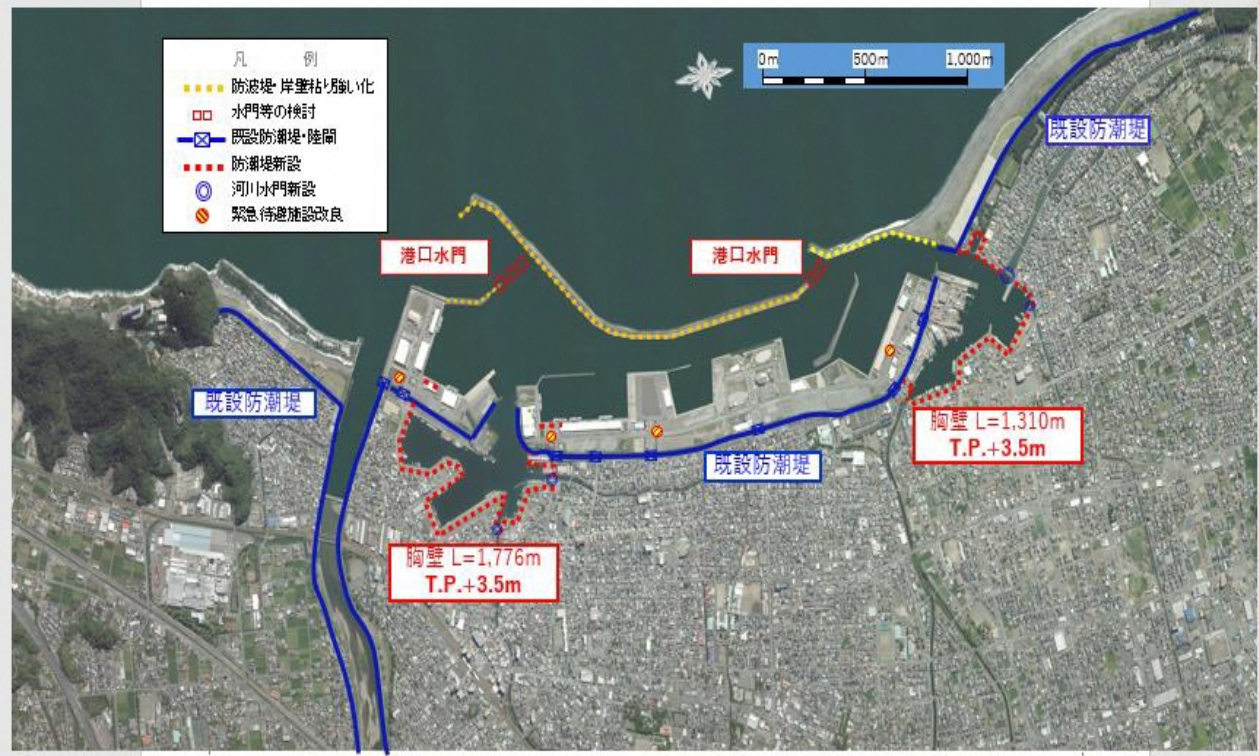 凡 例
防波堤・岸壁粘り強い化
水門等の検討
既設防潮堤・陸閘
防潮堤新設
河川水門新設
緊急待避施設改良
0m 500m 1,000m
既設防潮堤
港口水門
港口水門
既設防潮堤
胸壁 L=1,310m
T.P.+3.5m
既設防潮堤
胸壁 L=1,776m
T.P.+3.5m